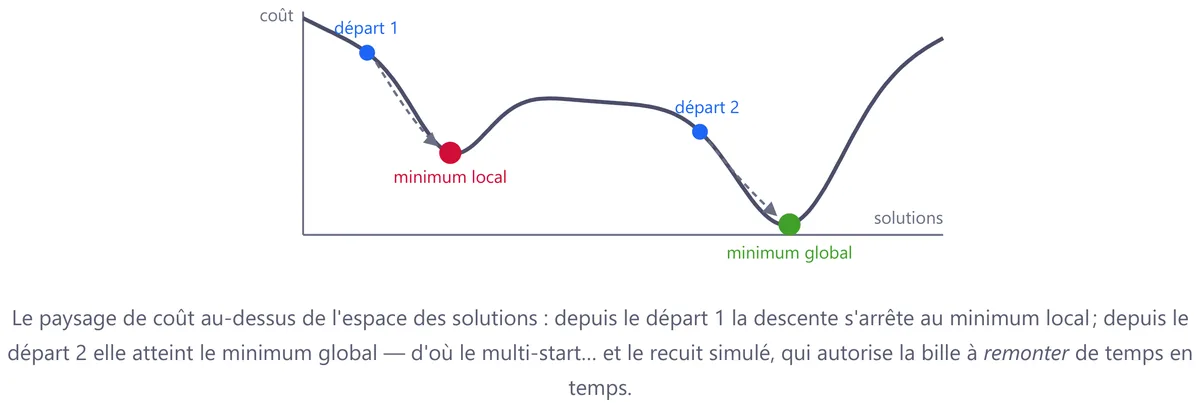 coût
départ 1
départ 2
minimum local
solutions
minimum global
Le paysage de coût au-dessus de l'espace des solutions : depuis le départ 1 la descente s'arrête au minimum local ; depuis le
départ 2 elle atteint le minimum global — d'où le multi-start… et le recuit simulé, qui autorise la bille à remonter de temps en
temps.